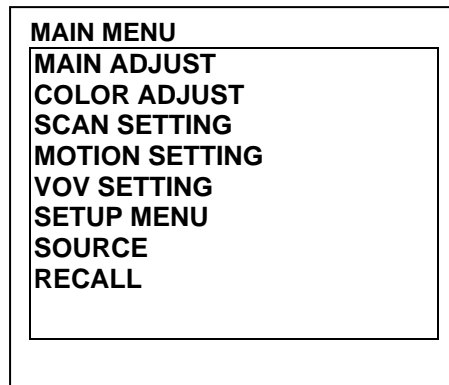 MAIN MENU
MAIN ADJUST
COLOR ADJUST
SCAN SETTING
MOTION SETTING
VOV SETTING
SETUP MENU
SOURCE
RECALL